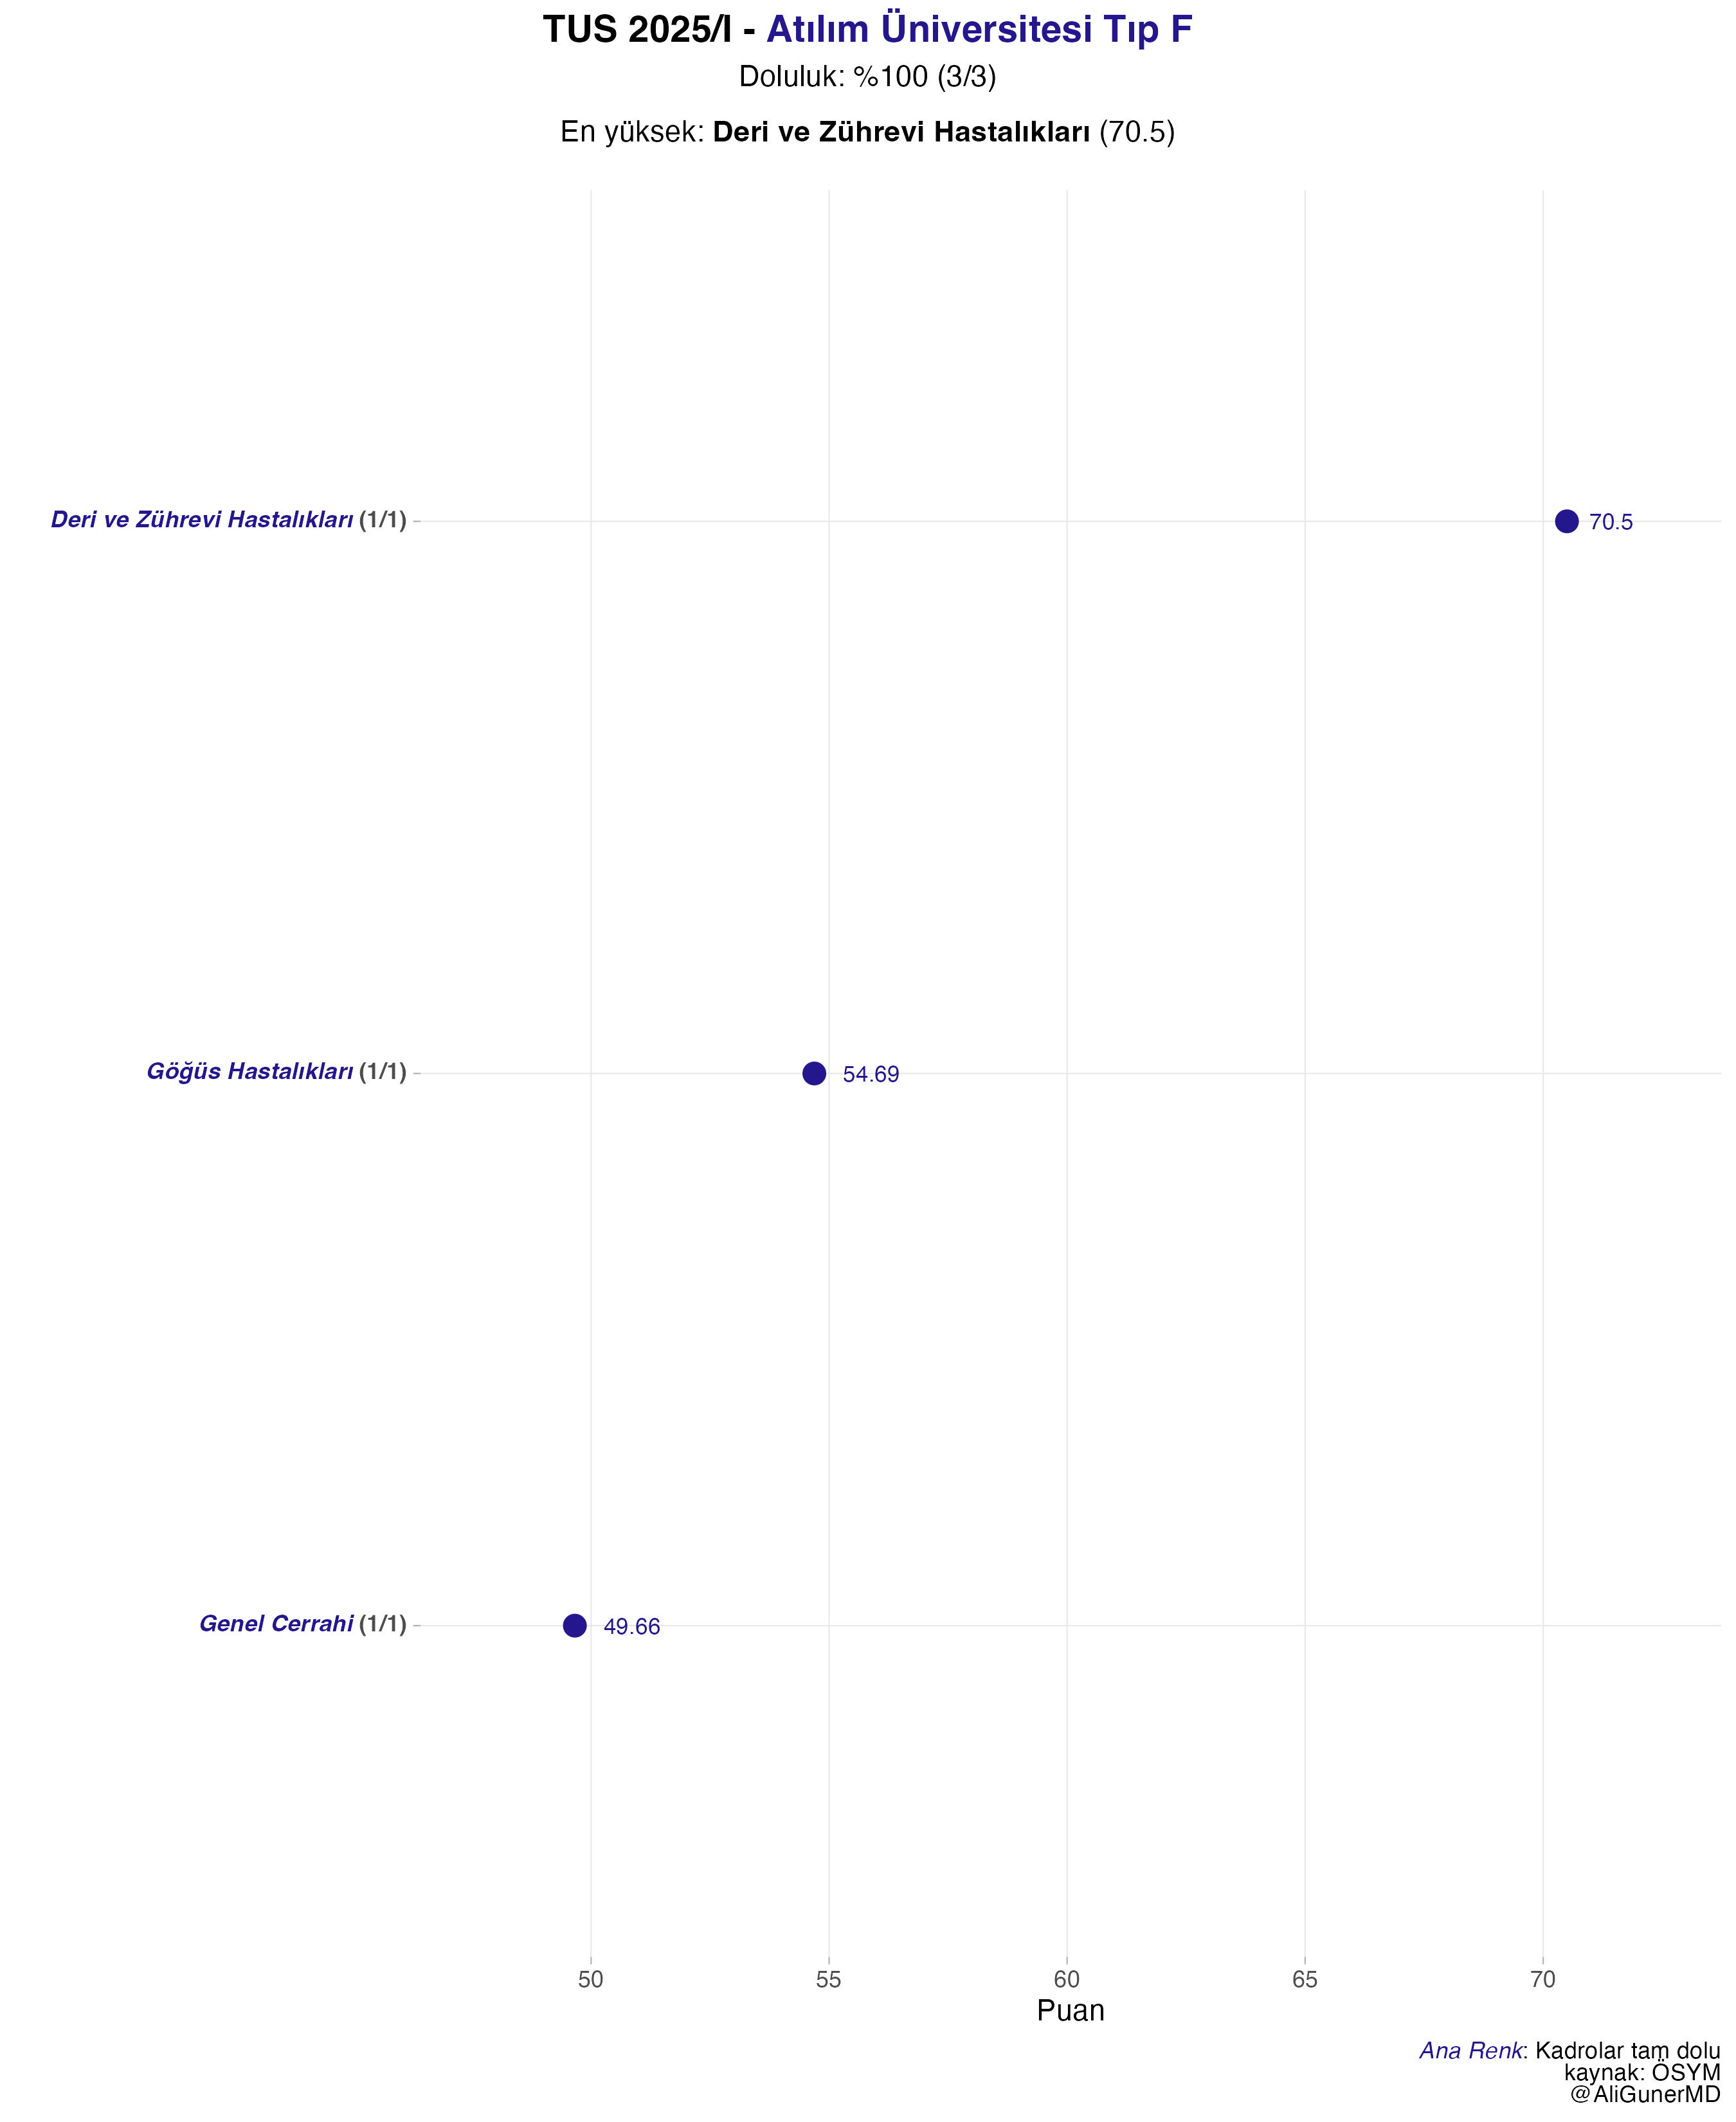 TUS 2025/I - Atılım Üniversitesi Tıp F
Doluluk: %100 (3/3)
En yüksek: Deri ve Zührevi Hastalıkları (70.5)
Deri ve Zührevi Hastalıkları (1/1)
70.5
Göğüs Hastalıkları (1/1)
54.69
Genel Cerrahi (1/1)
49.66
50 55 60 65 70
Puan
Ana Renk: Kadrolar tam dolu
kaynak: ÖSYM
@AliGunerMD